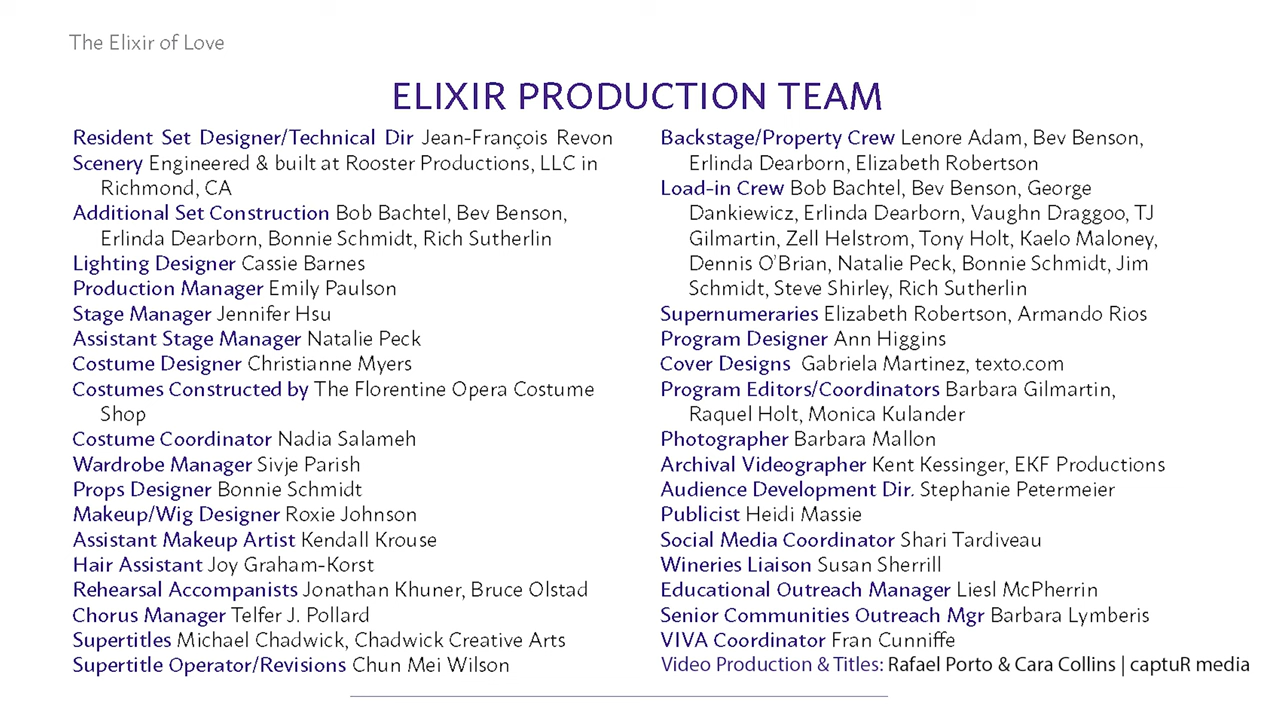 The Elixir of Love
ELIXIR PRODUCTION TEAM
Resident Set Designer/Technical Dir Jean-François Revon
Scenery Engineered & built at Rooster Productions, LLC in
Richmond, CA
Additional Set Construction Bob Bachtel, Bev Benson,
Erlinda Dearborn, Bonnie Schmidt, Rich Sutherlin
Lighting Designer Cassie Barnes
Production Manager Emily Paulson
Stage Manager Jennifer Hsu
Assistant Stage Manager Natalie Peck
Costume Designer Christianne Myers
Costumes Constructed by The Florentine Opera Costume
Shop
Costume Coordinator Nadia Salameh
Wardrobe Manager Sivje Parish
Props Designer Bonnie Schmidt
Makeup/Wig Designer Roxie Johnson
Assistant Makeup Artist Kendall Krouse
Hair Assistant Joy Graham-Korst
Rehearsal Accompanists Jonathan Khuner, Bruce Olstad
Chorus Manager Telfer J. Pollard
Supertitles Michael Chadwick, Chadwick Creative Arts
Supertitle Operator/Revisions Chun Mei Wilson
Backstage/Property Crew Lenore Adam, Bev Benson,
Erlinda Dearborn, Elizabeth Robertson
Load-in Crew Bob Bachtel, Bev Benson, George
Dankiewicz, Erlinda Dearborn, Vaughn Draggoo, TJ
Gilmartin, Zell Helstrom, Tony Holt, Kaelo Maloney,
Dennis O'Brian, Natalie Peck, Bonnie Schmidt, Jim
Schmidt, Steve Shirley, Rich Sutherlin
Supernumeraries Elizabeth Robertson, Armando Rios
Program Designer Ann Higgins
Cover Designs Gabriela Martinez, texto.com
Program Editors/Coordinators Barbara Gilmartin,
Raquel Holt, Monica Kulander
Photographer Barbara Mallon
Archival Videographer Kent Kessinger, EKF Productions
Audience Development Dir. Stephanie Petermeier
Publicist Heidi Massie
Social Media Coordinator Shari Tardiveau
Wineries Liaison Susan Sherrill
Educational Outreach Manager Liesl McPherrin
Senior Communities Outreach Mgr Barbara Lymberis
VIVA Coordinator Fran Cunniffe
Video Production & Titles: Rafael Porto & Cara Collins | captuR media